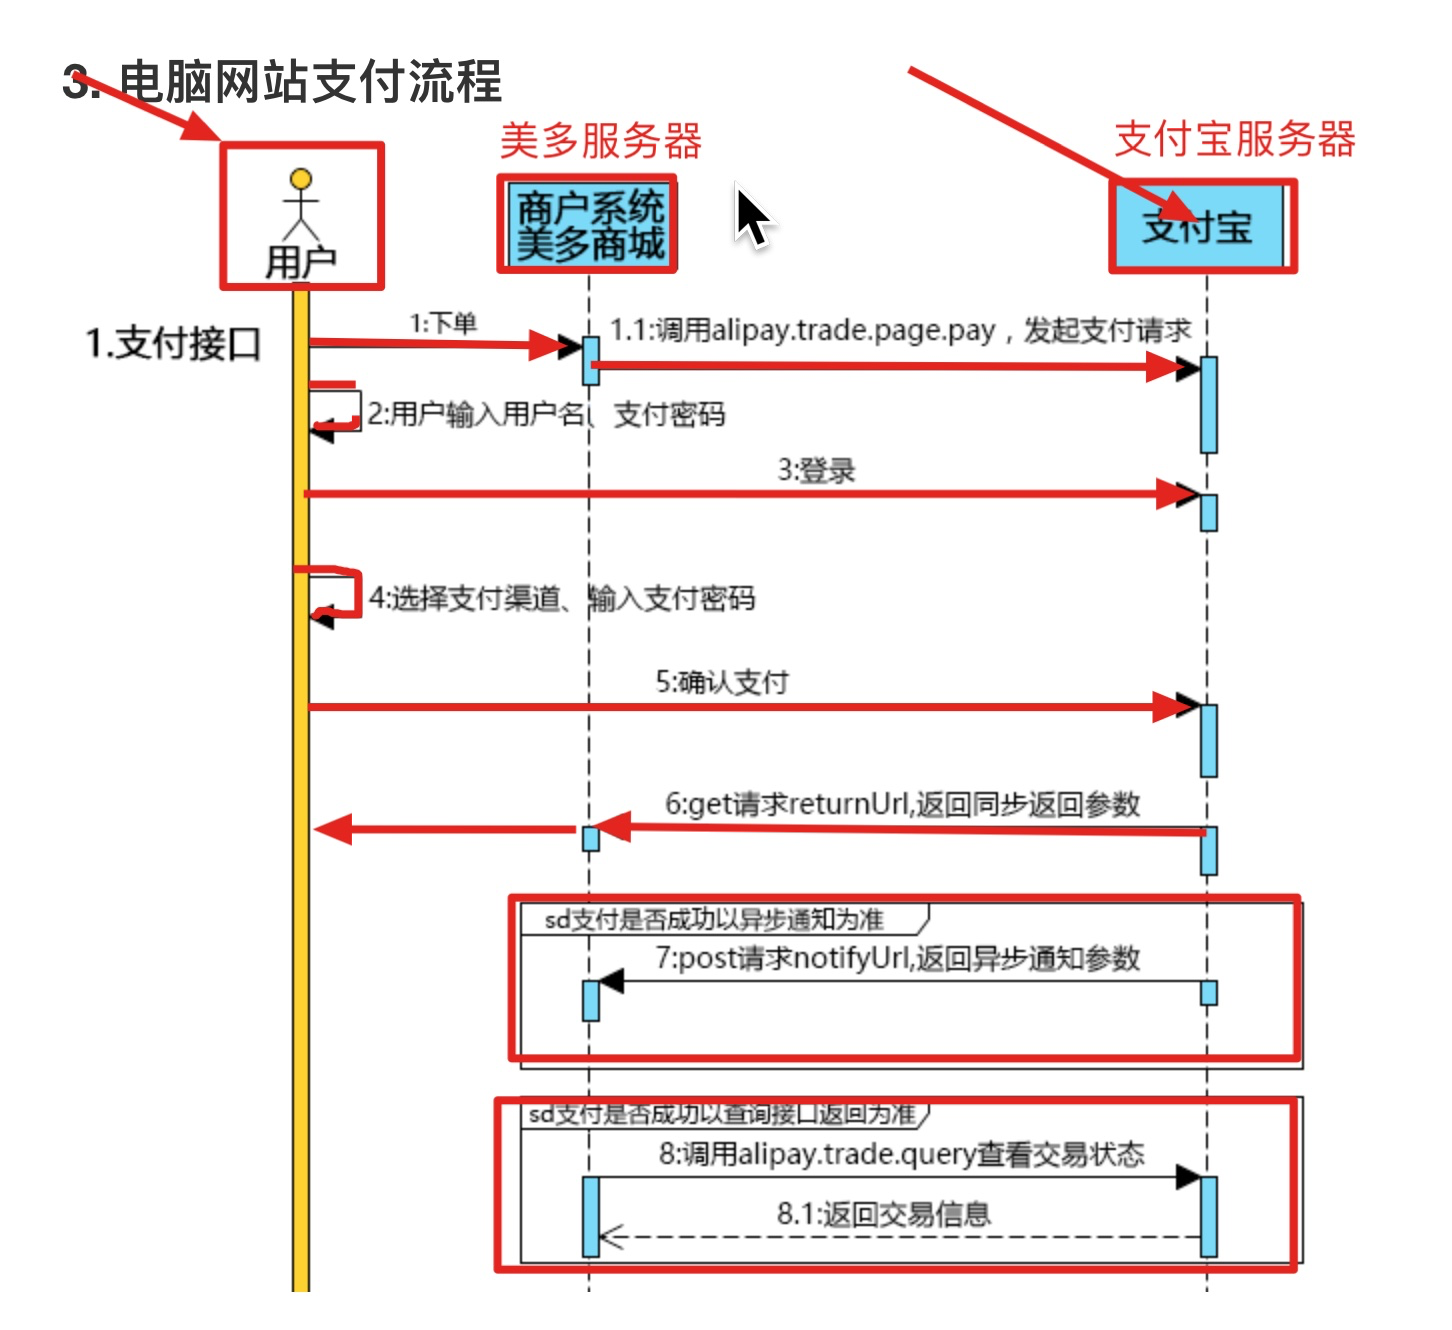 3. 电脑网站支付流程
美多服务器
支付宝服务器
商户系统
美多商城
支付宝
用户
1:下单
1.1:调用alipay.trade.page.pay，发起支付请求
1.支付接口
2:用户输入用户名、支付密码
3:登录
4:选择支付渠道、输入支付密码
5:确认支付
6:get请求returnUrl,返回同步返回参数
sd支付是否成功以异步通知为准
7:post请求notifyUrl,返回异步通知参数
sd支付是否成功以查询接口返回为准
8:调用alipay.trade.query查看交易状态
8.1:返回交易信息